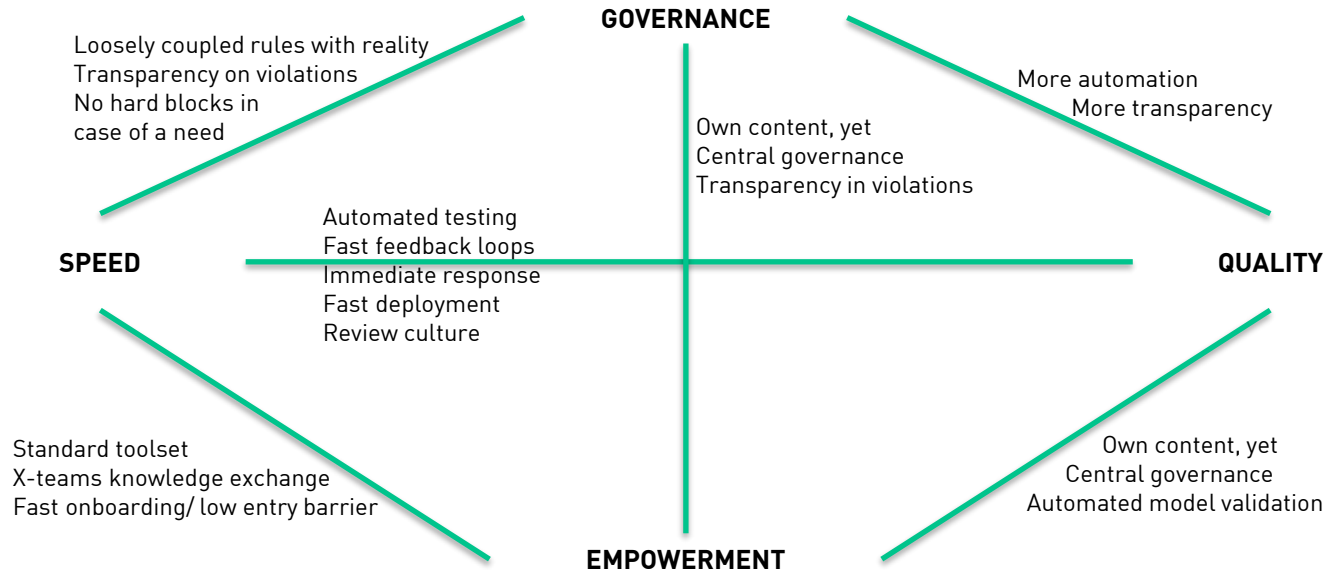 GOVERNANCE
Loosely coupled rules with reality
Transparency on violations
No hard blocks in
case of a need
More automation
More transparency
Own content, yet
Central governance
Transparency in violations
Automated testing
Fast feedback loops
Immediate response
Fast deployment
Review culture
SPEED
QUALITY
Standard toolset
X-teams knowledge exchange
Fast onboarding/ low entry barrier
Own content, yet
Central governance
Automated model validation
EMPOWERMENT